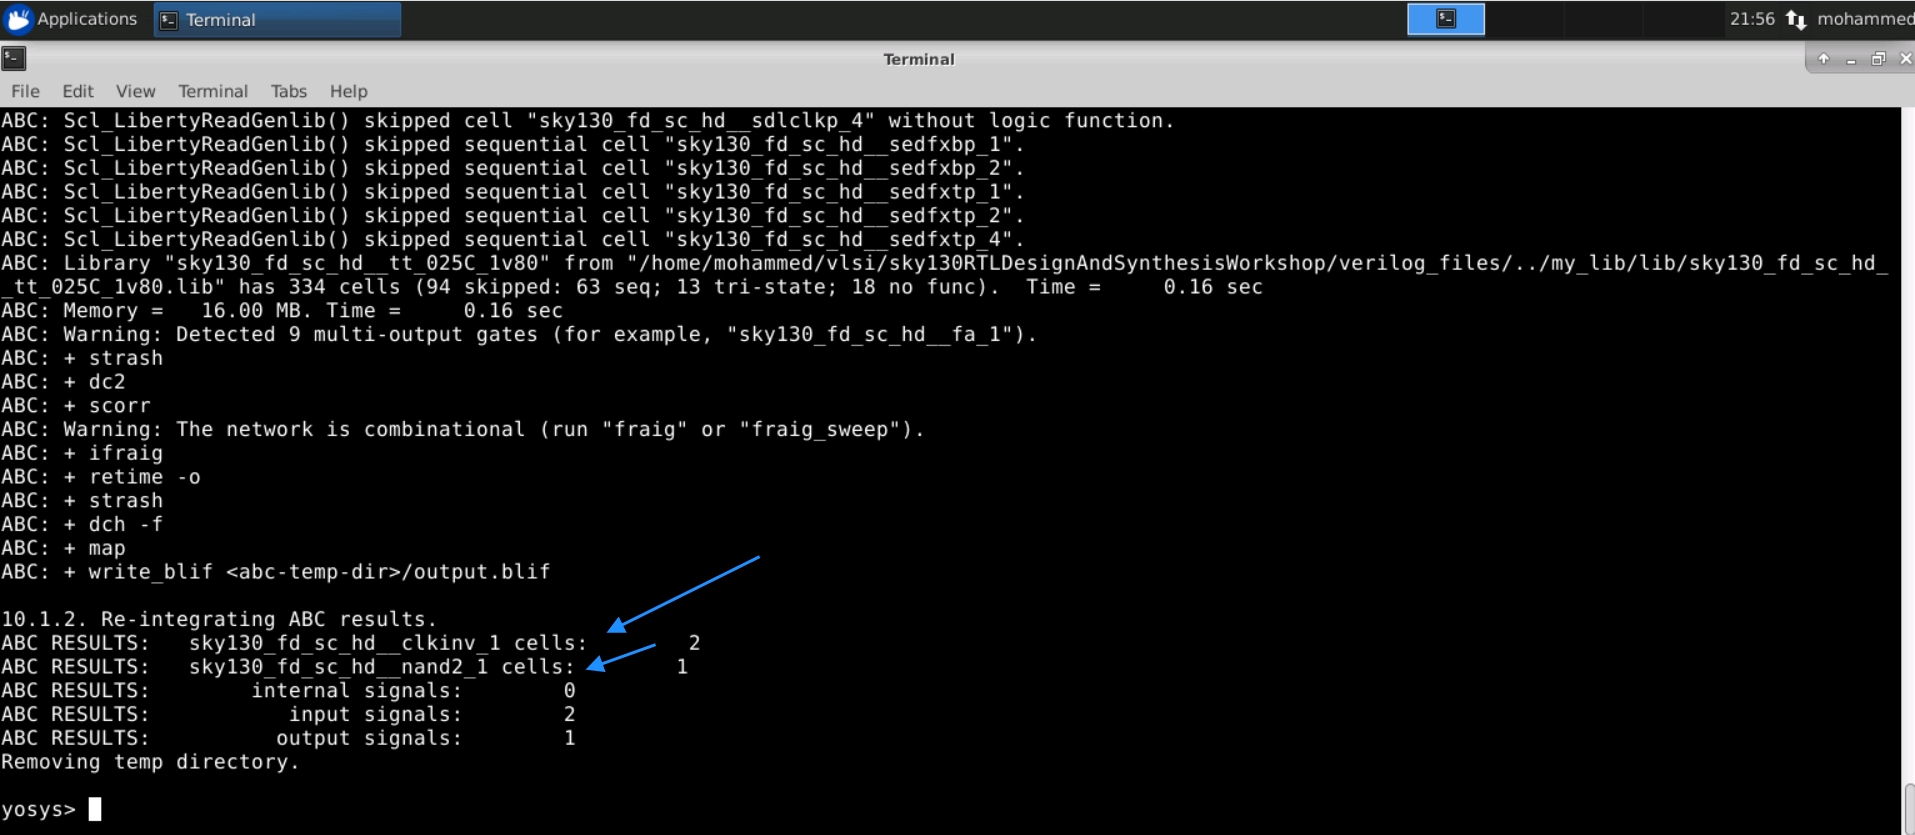 Applications Terminal 21:56 mohammed
Terminal
File Edit View Terminal Tabs Help
ABC: Scl_LibertyReadGenlib() skipped cell "sky130_fd_sc_hd__sdlclkp_4" without logic function.
ABC: Scl_LibertyReadGenlib() skipped sequential cell "sky130_fd_sc_hd__sedfxbp_1".
ABC: Scl_LibertyReadGenlib() skipped sequential cell "sky130_fd_sc_hd__sedfxbp_2".
ABC: Scl_LibertyReadGenlib() skipped sequential cell "sky130_fd_sc_hd__sedfxtp_1".
ABC: Scl_LibertyReadGenlib() skipped sequential cell "sky130_fd_sc_hd__sedfxtp_2".
ABC: Scl_LibertyReadGenlib() skipped sequential cell "sky130_fd_sc_hd__sedfxtp_4".
ABC: Library "sky130_fd_sc_hd__tt_025C_1v80" from "/home/mohammed/vlsi/sky130RTLDesignAndSynthesisWorkshop/verilog_files/../my_lib/lib/sky130_fd_sc_hd_
_tt_025C_1v80.lib" has 334 cells (94 skipped: 63 seq; 13 tri-state; 18 no func).  Time =     0.16 sec
ABC: Memory =   16.00 MB. Time =     0.16 sec
ABC: Warning: Detected 9 multi-output gates (for example, "sky130_fd_sc_hd__fa_1").
ABC: + strash
ABC: + dc2
ABC: + scorr
ABC: Warning: The network is combinational (run "fraig" or "fraig_sweep").
ABC: + ifraig
ABC: + retime -o
ABC: + strash
ABC: + dch -f
ABC: + map
ABC: + write_blif <abc-temp-dir>/output.blif
10.1.2. Re-integrating ABC results.
ABC RESULTS:   sky130_fd_sc_hd__clkinv_1 cells:        2
ABC RESULTS:   sky130_fd_sc_hd__nand2_1 cells:        1
ABC RESULTS:        internal signals:        0
ABC RESULTS:           input signals:        2
ABC RESULTS:          output signals:        1
Removing temp directory.
yosys>